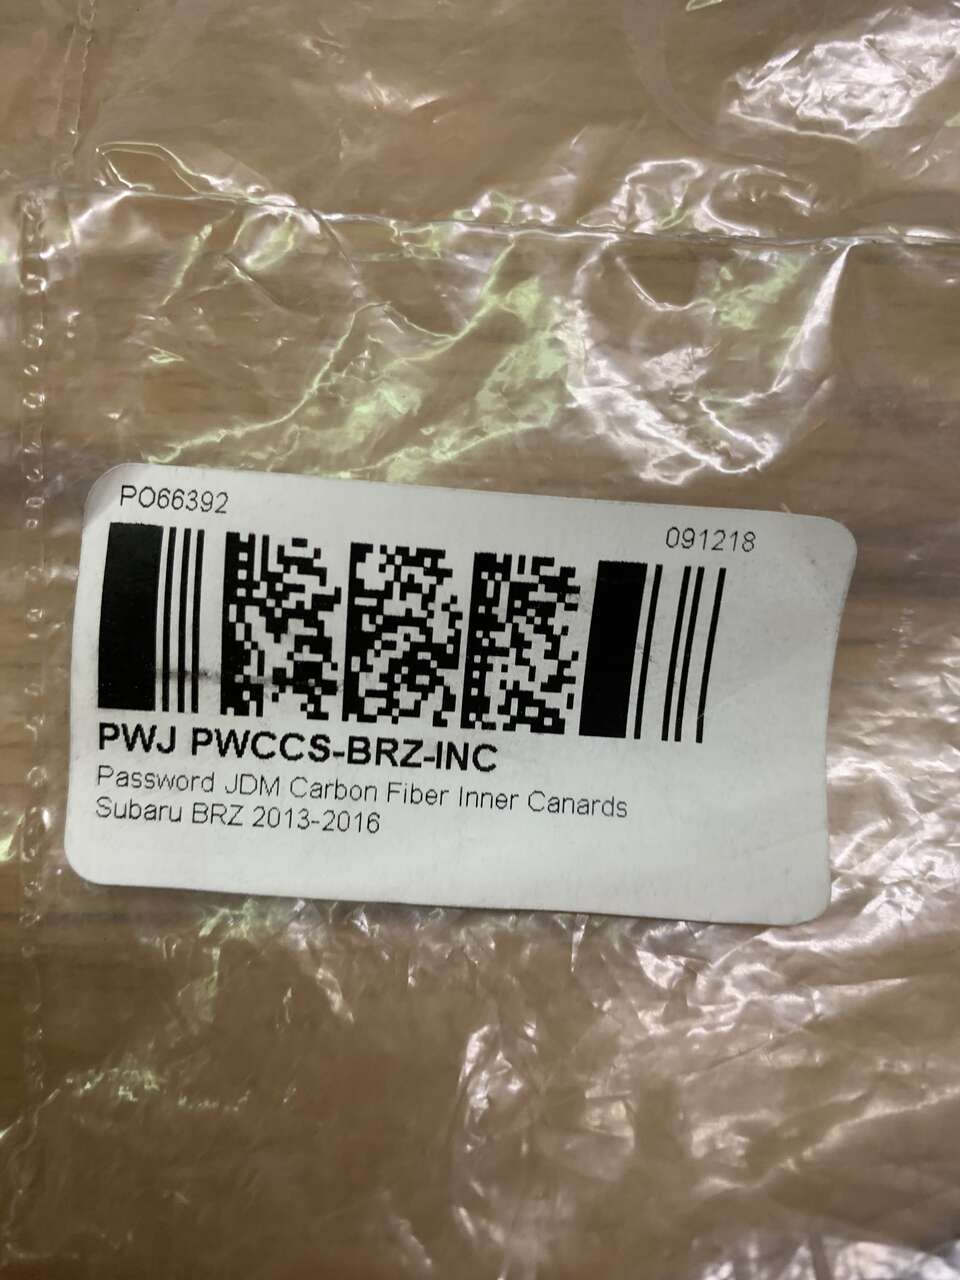 PO66392
091218
PWJ PWCCS-BRZ-INC
Password JDM Carbon Fiber Inner Canards
Subaru BRZ 2013-2016